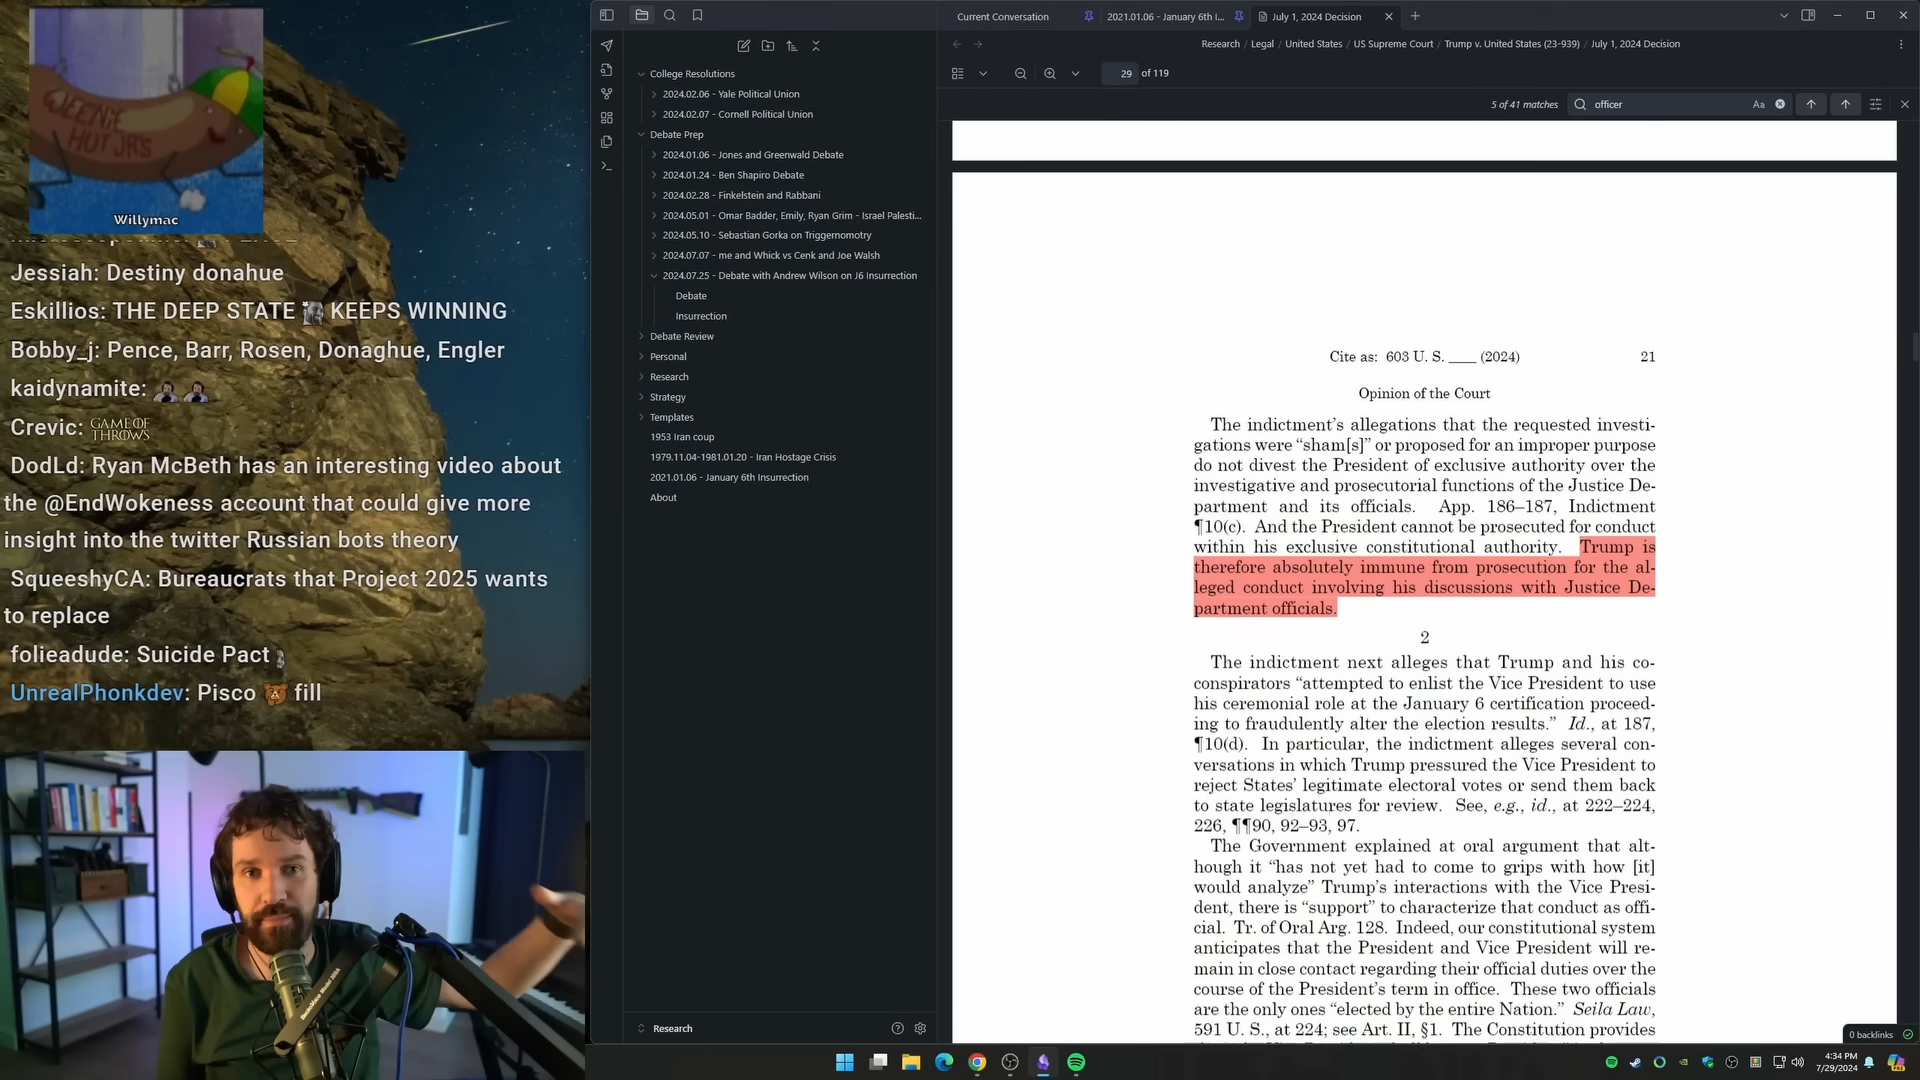 WEENIE
HUT JR'S
Willymac
Jessiah: Destiny donahue
Eskillios: THE DEEP STATE KEEPS WINNING
Bobby_j: Pence, Barr, Rosen, Donaghue, Engler
kaidynamite:
Crevic: GAME OF THROWS
DodLd: Ryan McBeth has an interesting video about
the @EndWokeness account that could give more
insight into the twitter Russian bots theory
SqueeshyCA: Bureaucrats that Project 2025 wants
to replace
folieadude: Suicide Pact
UnrealPhonkdev: Pisco fill
College Resolutions
2024.02.06 - Yale Political Union
2024.02.07 - Cornell Political Union
Debate Prep
2024.01.06 - Jones and Greenwald Debate
2024.01.24 - Ben Shapiro Debate
2024.02.28 - Finkelstein and Rabbani
2024.05.01 - Omar Badder, Emily, Ryan Grim - Israel Palesti...
2024.05.10 - Sebastian Gorka on Triggernomotry
2024.07.07 - me and Whick vs Cenk and Joe Walsh
2024.07.25 - Debate with Andrew Wilson on J6 Insurrection
Debate
Insurrection
Debate Review
Personal
Research
Strategy
Templates
1953 Iran coup
1979.11.04-1981.01.20 - Iran Hostage Crisis
2021.01.06 - January 6th Insurrection
About
Research
Current Conversation
2021.01.06 - January 6th I...
July 1, 2024 Decision
Research / Legal / United States / US Supreme Court / Trump v. United States (23-939) / July 1, 2024 Decision
29 of 119
5 of 41 matches
officer
Aa
Cite as: 603 U. S. ____ (2024) 21
Opinion of the Court
The indictment’s allegations that the requested investi-
gations were “sham[s]” or proposed for an improper purpose
do not divest the President of exclusive authority over the
investigative and prosecutorial functions of the Justice De-
partment and its officials. App. 186–187, Indictment
¶10(c). And the President cannot be prosecuted for conduct
within his exclusive constitutional authority. Trump is
therefore absolutely immune from prosecution for the al-
leged conduct involving his discussions with Justice De-
partment officials.
2
The indictment next alleges that Trump and his co-
conspirators “attempted to enlist the Vice President to use
his ceremonial role at the January 6 certification proceed-
ing to fraudulently alter the election results.” Id., at 187,
¶10(d). In particular, the indictment alleges several con-
versations in which Trump pressured the Vice President to
reject States’ legitimate electoral votes or send them back
to state legislatures for review. See, e.g., id., at 222–224,
226, ¶¶90, 92–93, 97.
The Government explained at oral argument that alt-
hough it “has not yet had to come to grips with how [it]
would analyze” Trump’s interactions with the Vice Presi-
dent, there is “support” to characterize that conduct as offi-
cial. Tr. of Oral Arg. 128. Indeed, our constitutional system
anticipates that the President and Vice President will re-
main in close contact regarding their official duties over the
course of the President’s term in office. These two officials
are the only ones “elected by the entire Nation.” Seila Law,
591 U. S., at 224; see Art. II, §1. The Constitution provides
0 backlinks
4:34 PM
7/29/2024